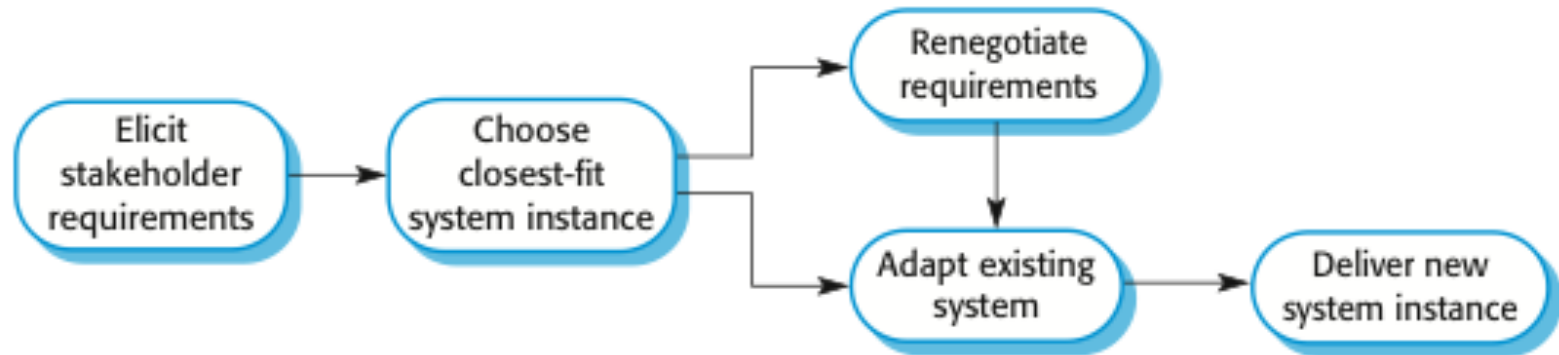 Elicit
stakeholder
requirements
Choose
closest-fit
system instance
Renegotiate
requirements
Adapt existing
system
Deliver new
system instance